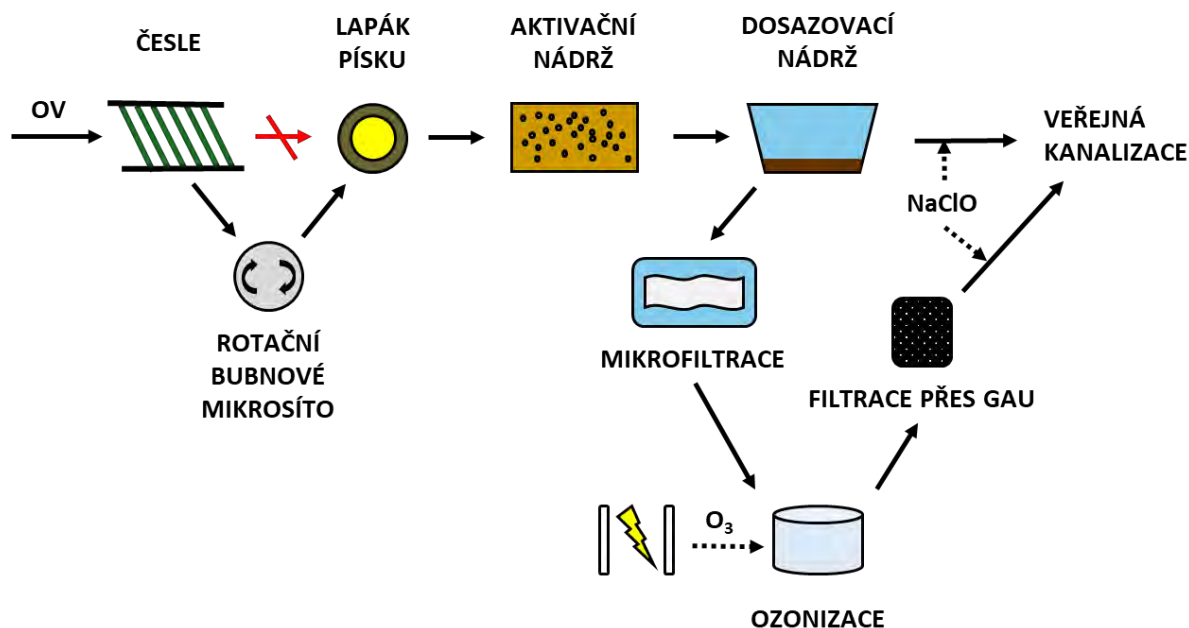 ČESLE
LAPÁK
PÍSKU
AKTIVAČNÍ
NÁDRŽ
DOSAZOVACÍ
NÁDRŽ
OV
VEŘEJNÁ
KANALIZACE
NaClO
ROTAČNÍ
BUBNOVÉ
MIKROSÍTO
MIKROFILTRACE
FILTRACE PŘES GAU
O₃
OZONIZACE